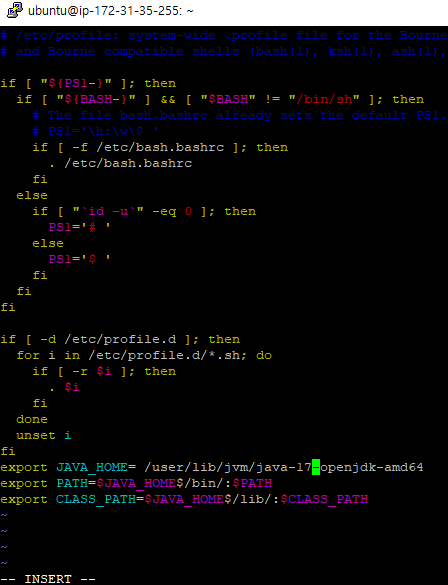 ubuntu@ip-172-31-35-255: ~
# /etc/profile: system-wide .profile file for the Bourne
# and Bourne compatible shells (bash(1), ksh(1), ash(1),
if [ "${PS1-}" ]; then
  if [ "${BASH-}" ] && [ "$BASH" != "/bin/sh" ]; then
    # The file bash.bashrc already sets the default PS1.
    # PS1='\h:\w\$ '
    if [ -f /etc/bash.bashrc ]; then
      . /etc/bash.bashrc
    fi
  else
    if [ "`id -u`" -eq 0 ]; then
      PS1='# '
    else
      PS1='$ '
    fi
  fi
fi
if [ -d /etc/profile.d ]; then
  for i in /etc/profile.d/*.sh; do
    if [ -r $i ]; then
      . $i
    fi
  done
  unset i
fi
export JAVA_HOME= /user/lib/jvm/java-17-openjdk-amd64
export PATH=$JAVA_HOME$/bin/:$PATH
export CLASS_PATH=$JAVA_HOME$/lib/:$CLASS_PATH
~
~
~
~
-- INSERT --